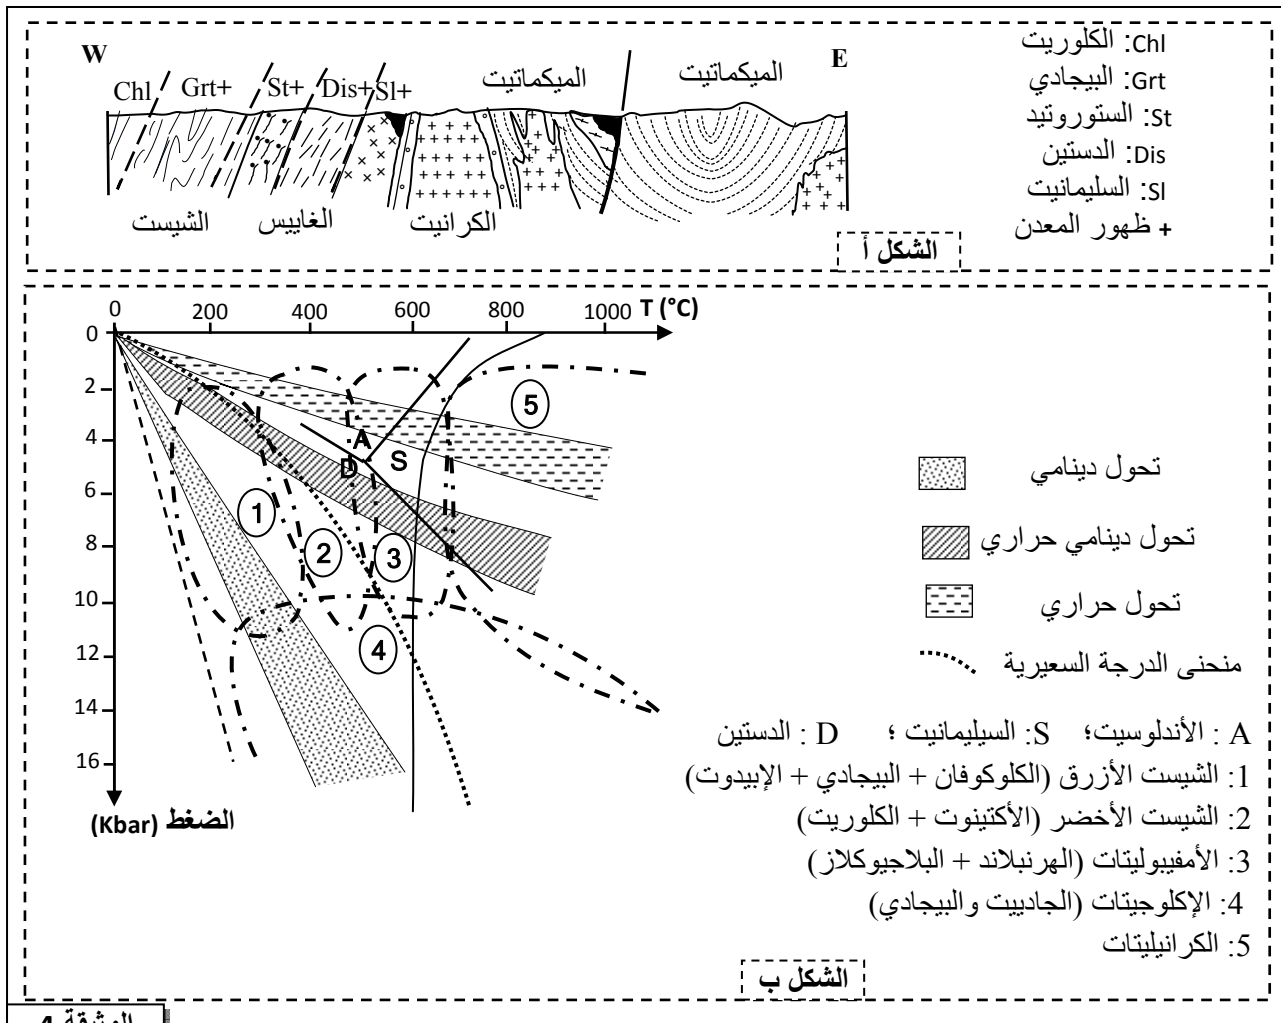 W
E
Chl
Grt+
St+
Dis+
Sl+
الميكماتيت
الميكماتيت
الشيست
الغاييس
الكرانيت
Chl: الكلوريت
Grt: البيجادي
St: الستوروتيد
Dis: الدستين
Sl: السليمانيت
+ ظهور المعدن
الشكل أ
0 200 400 600 800 1000 T (°C)
0
2
4
6
8
10
12
14
16
الضغط (Kbar)
A
D
S
1
2
3
4
5
تحول دينامي
تحول دينامي حراري
تحول حراري
منحنى الدرجة السعيرية
A : الأندلوسيت؛ S: السيليمانيت ؛ D : الدستين
1: الشيست الأزرق (الكلوكوفان + البيجادي + الإبيدوت)
2: الشيست الأخضر (الأكتينوت + الكلوريت)
3: الأمفيبوليتات (الهرنبلاند + البلاجيوكلاز)
4: الإكلوجيتات (الجادييت والبيجادي)
5: الكرانيليتات
الشكل ب
الوثيقة 4